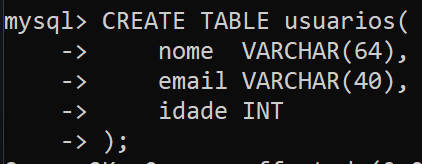 mysql> CREATE TABLE usuarios(
    ->     nome  VARCHAR(64),
    ->     email VARCHAR(40),
    ->     idade INT
    -> );